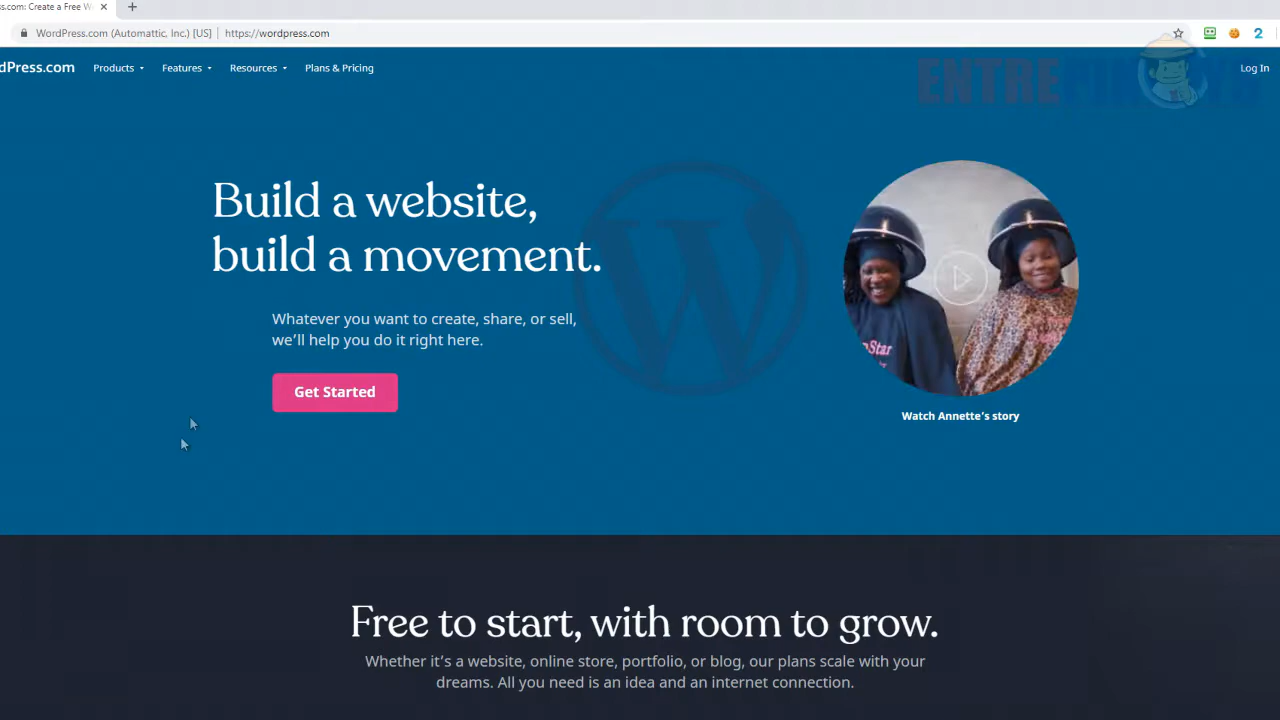 ss.com: Create a Free W
WordPress.com (Automattic, Inc.) [US]
https://wordpress.com
2
dPress.com
Products
Features
Resources
Plans & Pricing
Log In
Build a website,
build a movement.
Whatever you want to create, share, or sell,
we'll help you do it right here.
Get Started
Star
Watch Annette's story
Free to start, with room to grow.
Whether it's a website, online store, portfolio, or blog, our plans scale with your
dreams. All you need is an idea and an internet connection.